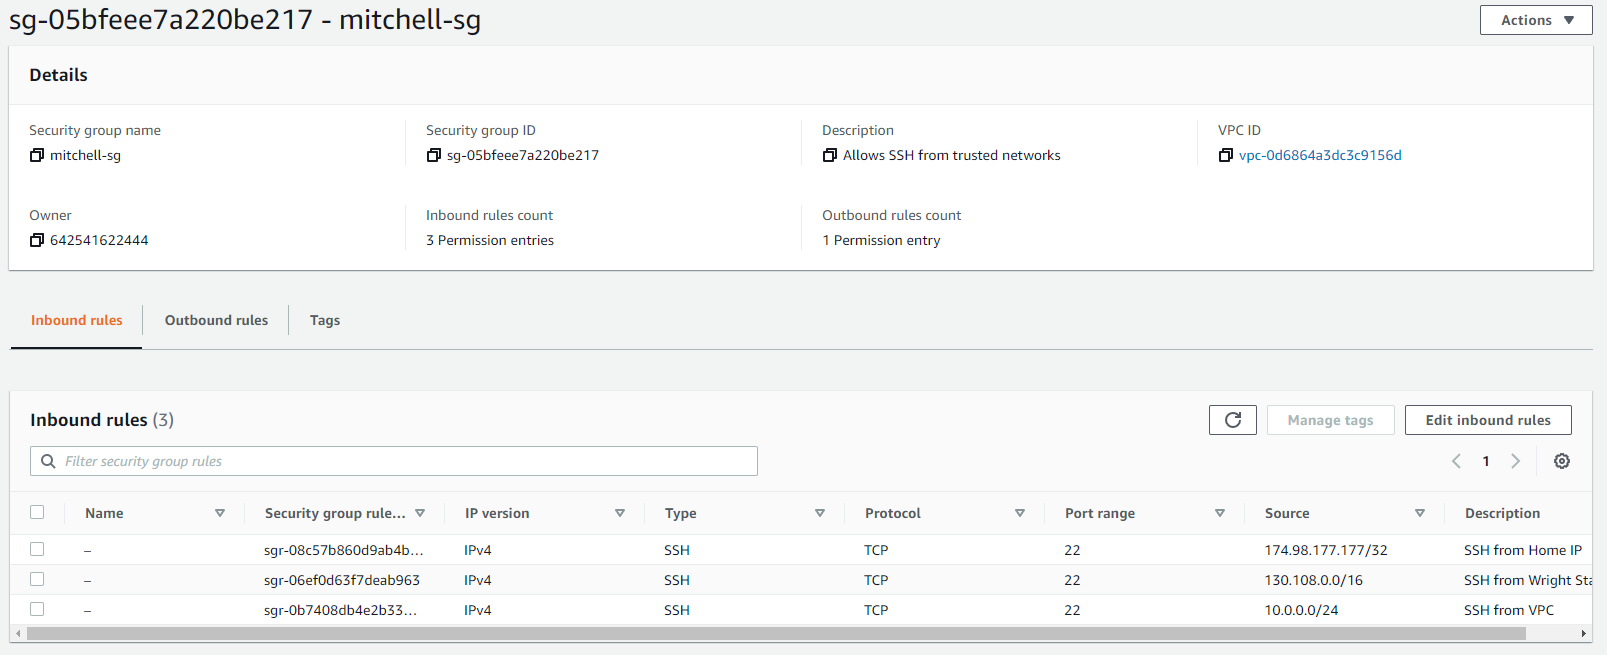 sg-05bfeee7a220be217 - mitchell-sg
Actions
Details
Security group name
mitchell-sg
Security group ID
sg-05bfeee7a220be217
Description
Allows SSH from trusted networks
VPC ID
vpc-0d6864a3dc3c9156d
Owner
642541622444
Inbound rules count
3 Permission entries
Outbound rules count
1 Permission entry
Inbound rules
Outbound rules
Tags
Inbound rules (3)
Manage tags
Edit inbound rules
Filter security group rules
1
Name Security group rule... IP version Type Protocol Port range Source Description
– sgr-08c57b860d9ab4b... IPv4 SSH TCP 22 174.98.177.177/32 SSH from Home IP
– sgr-06ef0d63f7deab963 IPv4 SSH TCP 22 130.108.0.0/16 SSH from Wright Sta
– sgr-0b7408db4e2b33... IPv4 SSH TCP 22 10.0.0.0/24 SSH from VPC